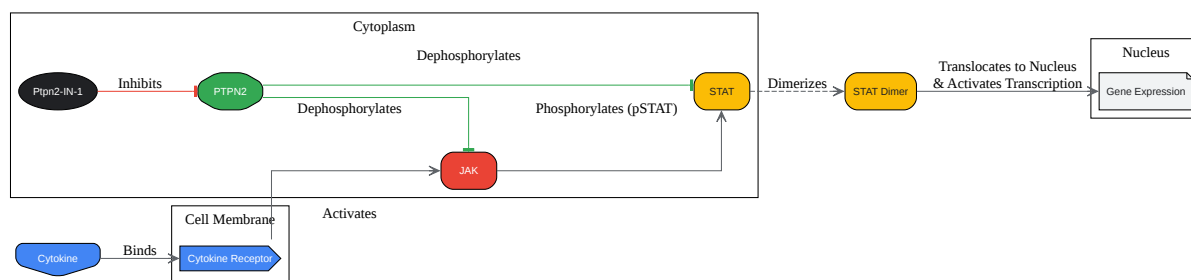 Cytoplasm
Dephosphorylates
Ptpn2-IN-1
Inhibits
PTPN2
Dephosphorylates
Phosphorylates (pSTAT)
STAT
Dimerizes
STAT Dimer
Translocates to Nucleus
& Activates Transcription
Nucleus
Gene Expression
JAK
Activates
Cell Membrane
Cytokine
Binds
Cytokine Receptor